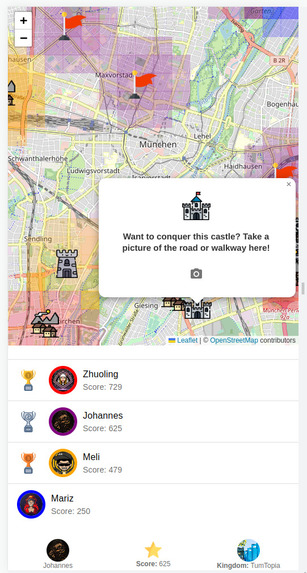 +
−
hausen
Maxvorstadt
B 2R
Bogenhau
Lehel
München
Schwanthalerhöhe
Haidhausen
Ludwigsvorstadt
×
Want to conquer this castle? Take a
picture of the road or walkway here!
Sendling
Giesing
irchen
Leaflet | © OpenStreetMap contributors
Zhuoling
Score: 729
Johannes
Score: 625
Meli
Score: 479
Mariz
Score: 250
Johannes
Score: 625
Kingdom: TumTopia